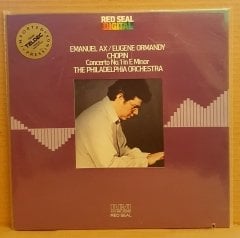 RED SEAL
DIGITAL
TELDEC
EMANUEL AX/EUGENE ORMANDY
CHOPIN
Concerto No.1 in E Minor
THE PHILADELPHIA ORCHESTRA
RCA
RED SEAL